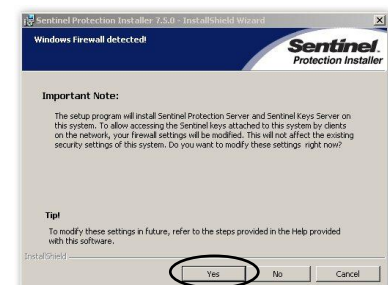 Sentinel Protection Installer 7.5.0 - InstallShield Wizard
Windows Firewall detected!
Sentinel.
Protection Installer
Important Note:
The setup program will install Sentinel Protection Server and Sentinel Keys Server on
this system. To allow accessing the Sentinel keys attached to this system by clients
on the network, your firewall settings will be modified. This will not affect the existing
security settings of this system. Do you want to modify these settings right now?
Tip!
To modify these settings in future, refer to the steps provided in the Help provided
with this software.
InstallShield
Yes No Cancel